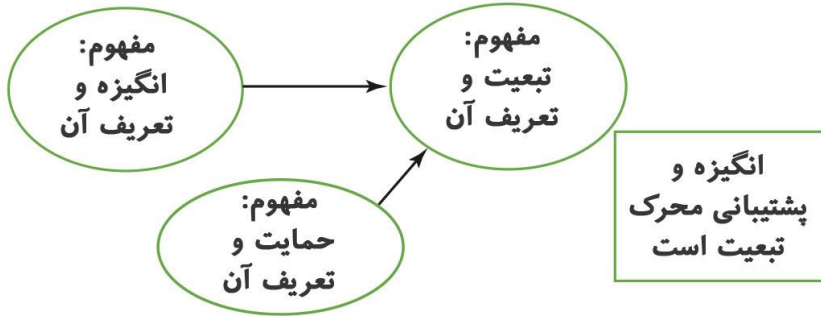 مفهوم:
انگیزه و
تعریف آن
مفهوم:
تبعیت و
تعریف آن
مفهوم:
حمایت و
تعریف آن
انگیزه و
پشتیبانی محرک
تبعیت است